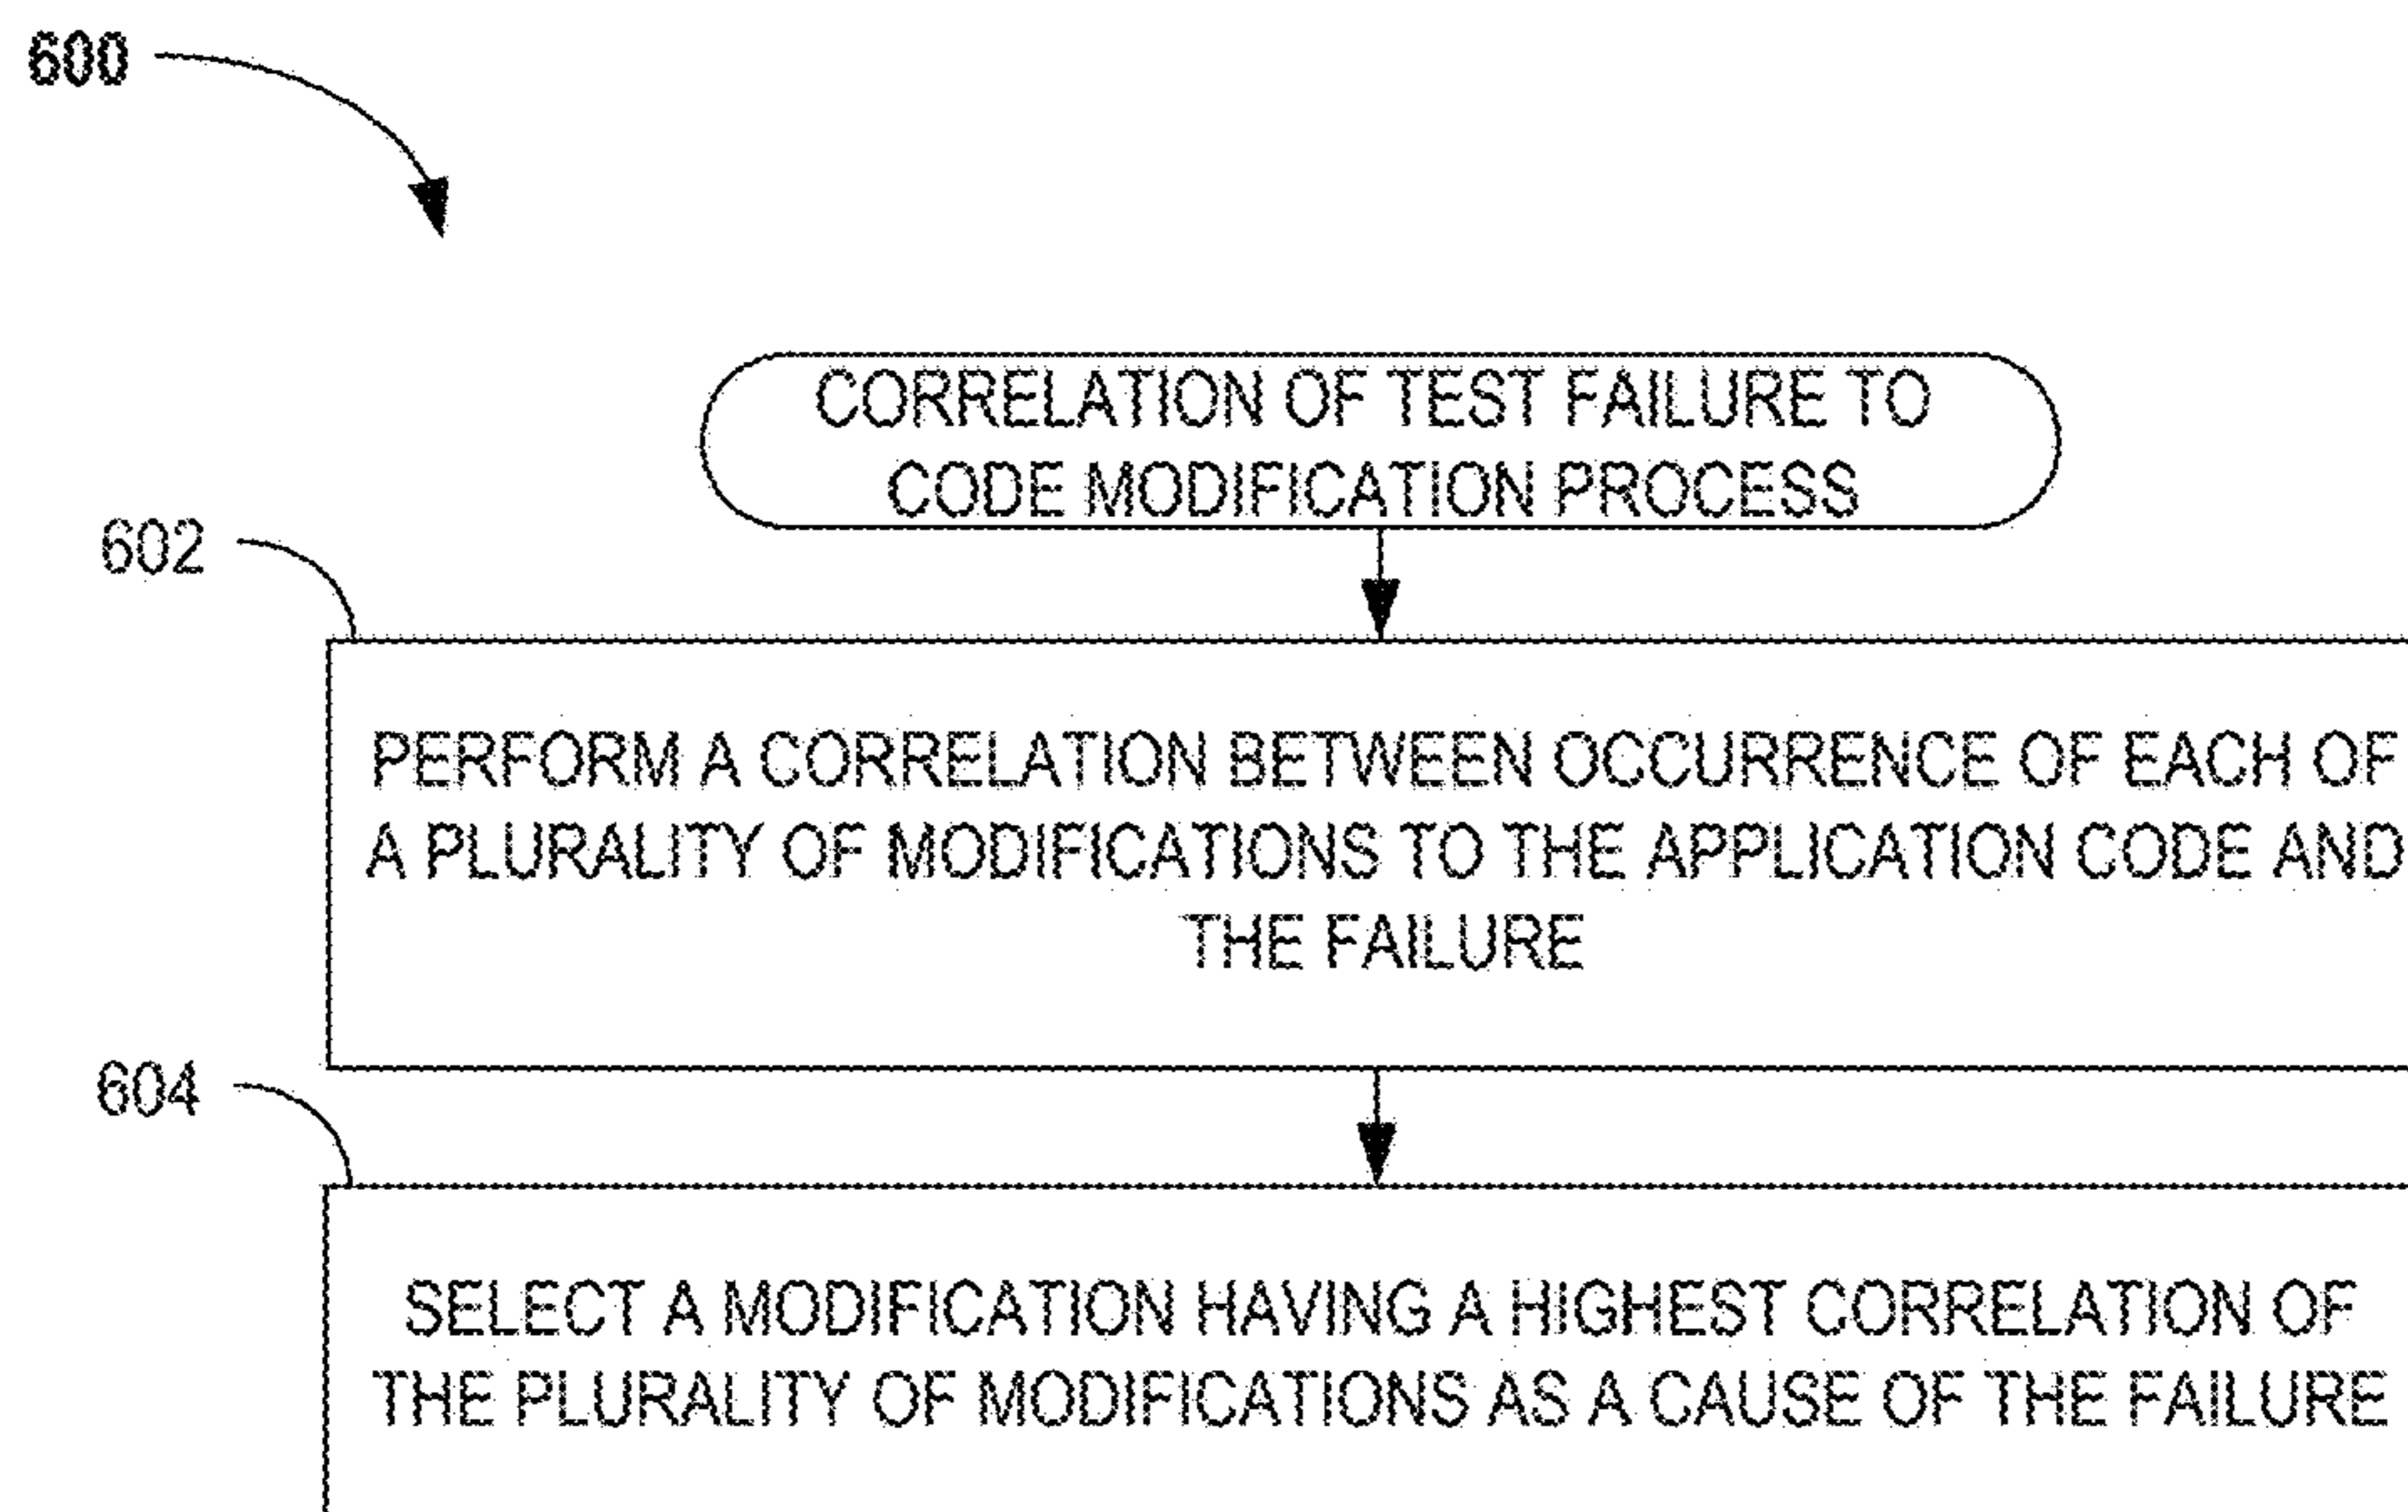 600
CORRELATION OF TEST FAILURE TO
CODE MODIFICATION PROCESS
602
PERFORM A CORRELATION BETWEEN OCCURRENCE OF EACH OF
A PLURALITY OF MODIFICATIONS TO THE APPLICATION CODE AND
THE FAILURE
604
SELECT A MODIFICATION HAVING A HIGHEST CORRELATION OF
THE PLURALITY OF MODIFICATIONS AS A CAUSE OF THE FAILURE